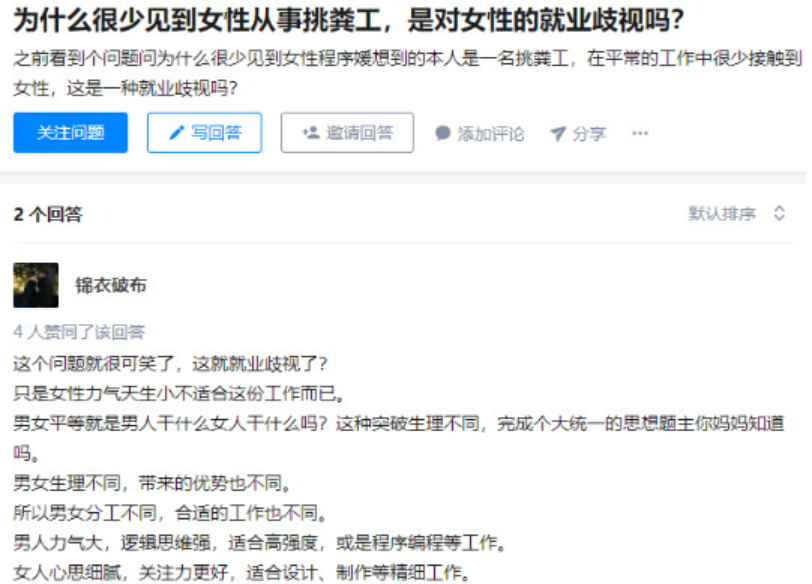 为什么很少见到女性从事挑粪工，是对女性的就业歧视吗？
之前看到个问题问为什么很少见到女性程序媛想到的本人是一名挑粪工，在平常的工作中很少接触到
女性，这是一种就业歧视吗？
关注问题 写回答 邀请回答 添加评论 分享 ...
2 个回答 默认排序
锦衣破布
4 人赞同了该回答
这个问题就很可笑了，这就就业歧视了？
只是女性力气天生小不适合这份工作而已。
男女平等就是男人干什么女人干什么吗？这种突破生理不同，完成个大统一的思想题主你妈妈知道
吗。
男女生理不同，带来的优势也不同。
所以男女分工不同，合适的工作也不同。
男人力气大，逻辑思维强，适合高强度，或是程序编程等工作。
女人心思细腻，关注力更好，适合设计、制作等精细工作。